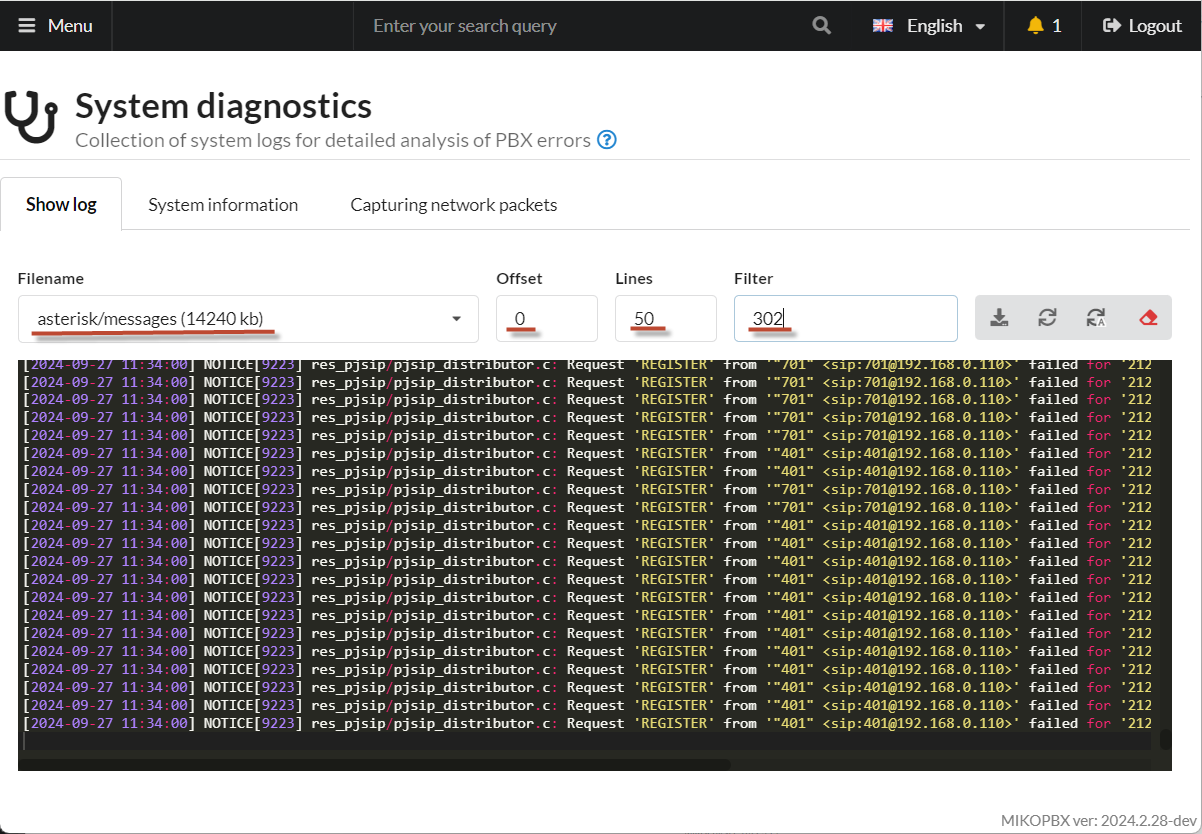 Menu
Enter your search query
English
1
Logout
System diagnostics
Collection of system logs for detailed analysis of PBX errors
Show log
System information
Capturing network packets
Filename
Offset
Lines
Filter
asterisk/messages (14240 kb)
0
50
302
A
[2024-09-27 11:34:00] NOTICE[9223] res_pjsip/pjsip_distributor.c: Request 'REGISTER' from '"701" <sip:701@192.168.0.110>' failed for '212
[2024-09-27 11:34:00] NOTICE[9223] res_pjsip/pjsip_distributor.c: Request 'REGISTER' from '"701" <sip:701@192.168.0.110>' failed for '212
[2024-09-27 11:34:00] NOTICE[9223] res_pjsip/pjsip_distributor.c: Request 'REGISTER' from '"701" <sip:701@192.168.0.110>' failed for '212
[2024-09-27 11:34:00] NOTICE[9223] res_pjsip/pjsip_distributor.c: Request 'REGISTER' from '"701" <sip:701@192.168.0.110>' failed for '212
[2024-09-27 11:34:00] NOTICE[9223] res_pjsip/pjsip_distributor.c: Request 'REGISTER' from '"701" <sip:701@192.168.0.110>' failed for '212
[2024-09-27 11:34:00] NOTICE[9223] res_pjsip/pjsip_distributor.c: Request 'REGISTER' from '"401" <sip:401@192.168.0.110>' failed for '212
[2024-09-27 11:34:00] NOTICE[9223] res_pjsip/pjsip_distributor.c: Request 'REGISTER' from '"401" <sip:401@192.168.0.110>' failed for '212
[2024-09-27 11:34:00] NOTICE[9223] res_pjsip/pjsip_distributor.c: Request 'REGISTER' from '"701" <sip:701@192.168.0.110>' failed for '212
[2024-09-27 11:34:00] NOTICE[9223] res_pjsip/pjsip_distributor.c: Request 'REGISTER' from '"701" <sip:701@192.168.0.110>' failed for '212
[2024-09-27 11:34:00] NOTICE[9223] res_pjsip/pjsip_distributor.c: Request 'REGISTER' from '"401" <sip:401@192.168.0.110>' failed for '212
[2024-09-27 11:34:00] NOTICE[9223] res_pjsip/pjsip_distributor.c: Request 'REGISTER' from '"401" <sip:401@192.168.0.110>' failed for '212
[2024-09-27 11:34:00] NOTICE[9223] res_pjsip/pjsip_distributor.c: Request 'REGISTER' from '"401" <sip:401@192.168.0.110>' failed for '212
[2024-09-27 11:34:00] NOTICE[9223] res_pjsip/pjsip_distributor.c: Request 'REGISTER' from '"401" <sip:401@192.168.0.110>' failed for '212
[2024-09-27 11:34:00] NOTICE[9223] res_pjsip/pjsip_distributor.c: Request 'REGISTER' from '"401" <sip:401@192.168.0.110>' failed for '212
[2024-09-27 11:34:00] NOTICE[9223] res_pjsip/pjsip_distributor.c: Request 'REGISTER' from '"401" <sip:401@192.168.0.110>' failed for '212
[2024-09-27 11:34:00] NOTICE[9223] res_pjsip/pjsip_distributor.c: Request 'REGISTER' from '"401" <sip:401@192.168.0.110>' failed for '212
[2024-09-27 11:34:00] NOTICE[9223] res_pjsip/pjsip_distributor.c: Request 'REGISTER' from '"401" <sip:401@192.168.0.110>' failed for '212
[2024-09-27 11:34:00] NOTICE[9223] res_pjsip/pjsip_distributor.c: Request 'REGISTER' from '"401" <sip:401@192.168.0.110>' failed for '212
[2024-09-27 11:34:00] NOTICE[9223] res_pjsip/pjsip_distributor.c: Request 'REGISTER' from '"401" <sip:401@192.168.0.110>' failed for '212
[2024-09-27 11:34:00] NOTICE[9223] res_pjsip/pjsip_distributor.c: Request 'REGISTER' from '"401" <sip:401@192.168.0.110>' failed for '212
[2024-09-27 11:34:00] NOTICE[9223] res_pjsip/pjsip_distributor.c: Request 'REGISTER' from '"401" <sip:401@192.168.0.110>' failed for '212
MIKOPBX ver: 2024.2.28-dev